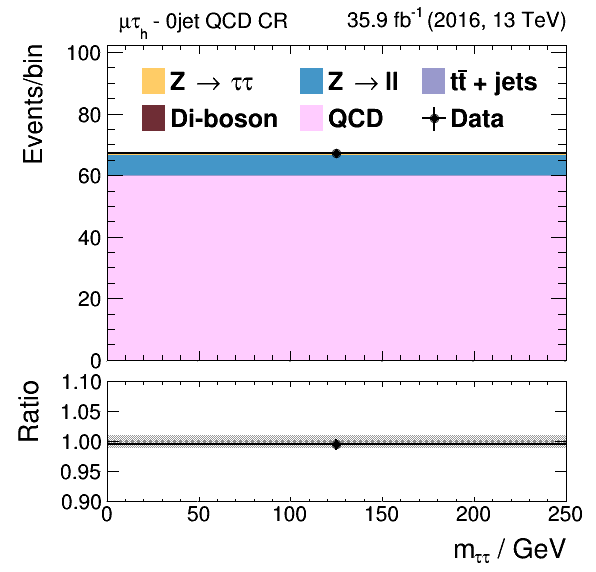 μτh - 0jet QCD CR 35.9 fb⁻¹ (2016, 13 TeV)
Events/bin
100
80
60
40
20
0
Z → ττ Z → ll tt̄ + jets
Di-boson QCD Data
Ratio
1.10
1.05
1.00
0.95
0.90
0 50 100 150 200 250
mττ / GeV